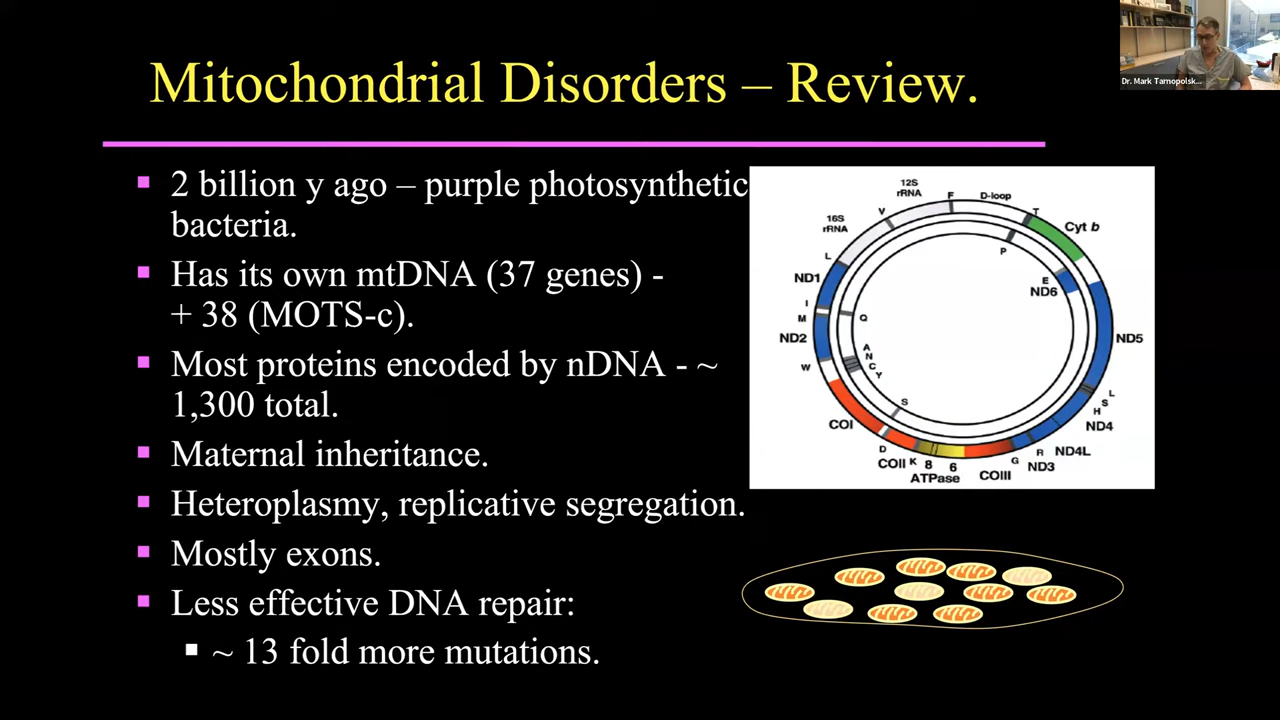 Mitochondrial Disorders – Review.
Dr. Mark Tarnopolsk...
▪ 2 billion y ago – purple photosynthetic
bacteria.
▪ Has its own mtDNA (37 genes) -
+ 38 (MOTS-c).
▪ Most proteins encoded by nDNA - ~
1,300 total.
▪ Maternal inheritance.
▪ Heteroplasmy, replicative segregation.
▪ Mostly exons.
▪ Less effective DNA repair:
▪ ~ 13 fold more mutations.
12S
rRNA
F
D-loop
T
V
16S
rRNA
Cyt b
P
L
ND1
E
ND6
I
M
Q
ND2
ND5
A
N
C
Y
W
L
S
H
S
ND4
COI
D
R
ND4L
COII
K
8
6
G
ND3
ATPase
COIII